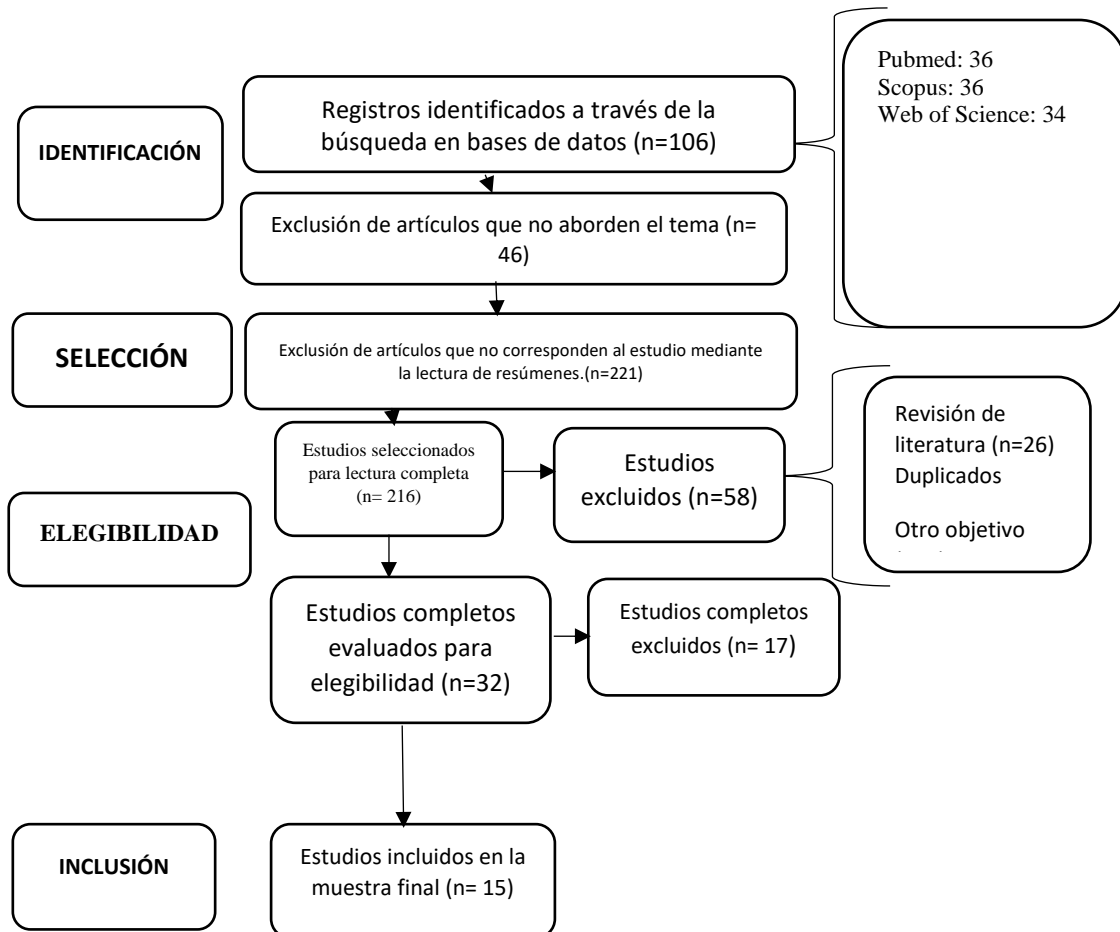 IDENTIFICACIÓN
Registros identificados a través de la
búsqueda en bases de datos (n=106)
Pubmed: 36
Scopus: 36
Web of Science: 34
Exclusión de artículos que no aborden el tema (n=
46)
SELECCIÓN
Exclusión de artículos que no corresponden al estudio mediante
la lectura de resúmenes.(n=221)
ELEGIBILIDAD
Estudios seleccionados
para lectura completa
(n= 216)
Estudios
excluidos (n=58)
Revisión de
literatura (n=26)
Duplicados
Otro objetivo
Estudios completos
evaluados para
elegibilidad (n=32)
Estudios completos
excluidos (n= 17)
INCLUSIÓN
Estudios incluidos en la
muestra final (n= 15)